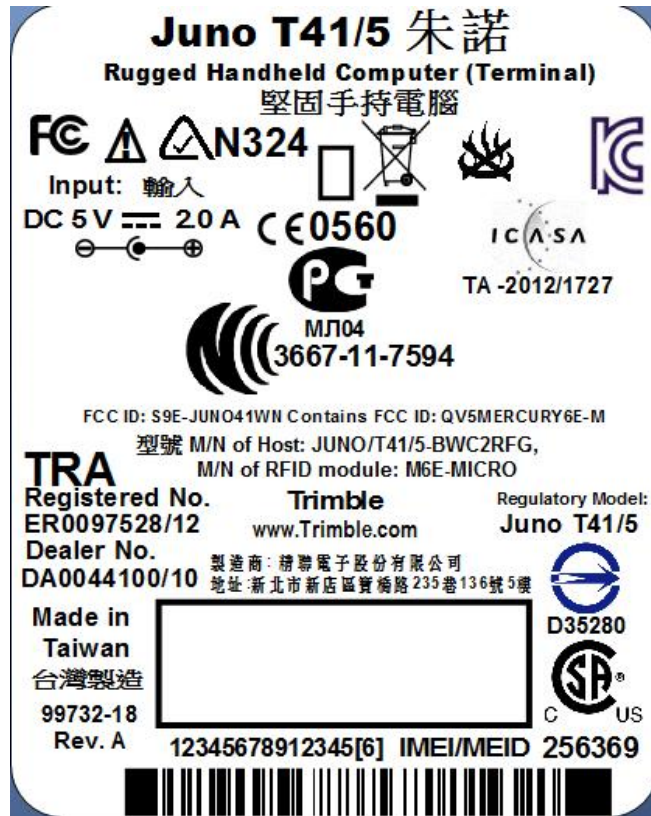 Juno T41/5 朱諾
Rugged Handheld Computer (Terminal)
堅固手持電腦
FC N324
Input: 輸入
DC 5 V 2.0 A
CE0560
ICASA
TA -2012/1727
РСТ
МЛ04
3667-11-7594
FCC ID: S9E-JUNO41WN Contains FCC ID: QV5MERCURY6E-M
型號 M/N of Host: JUNO/T41/5-BWC2RFG,
M/N of RFID module: M6E-MICRO
TRA
Registered No.
ER0097528/12
Dealer No.
DA0044100/10
Trimble
www.Trimble.com
Regulatory Model:
Juno T41/5
製造商: 精聯電子股份有限公司
地址:新北市新店區寶橋路235巷136號5樓
D35280
Made in
Taiwan
台灣製造
99732-18
Rev. A
CSA®
C US
12345678912345[6] IMEI/MEID 256369